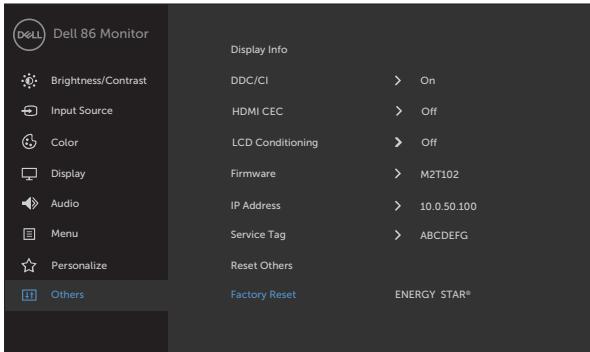 DELL Dell 86 Monitor
Display Info
Brightness/Contrast DDC/CI On
Input Source HDMI CEC Off
Color LCD Conditioning Off
Display Firmware M2T102
Audio IP Address 10.0.50.100
Menu Service Tag ABCDEFG
Personalize Reset Others
Others Factory Reset ENERGY STAR®